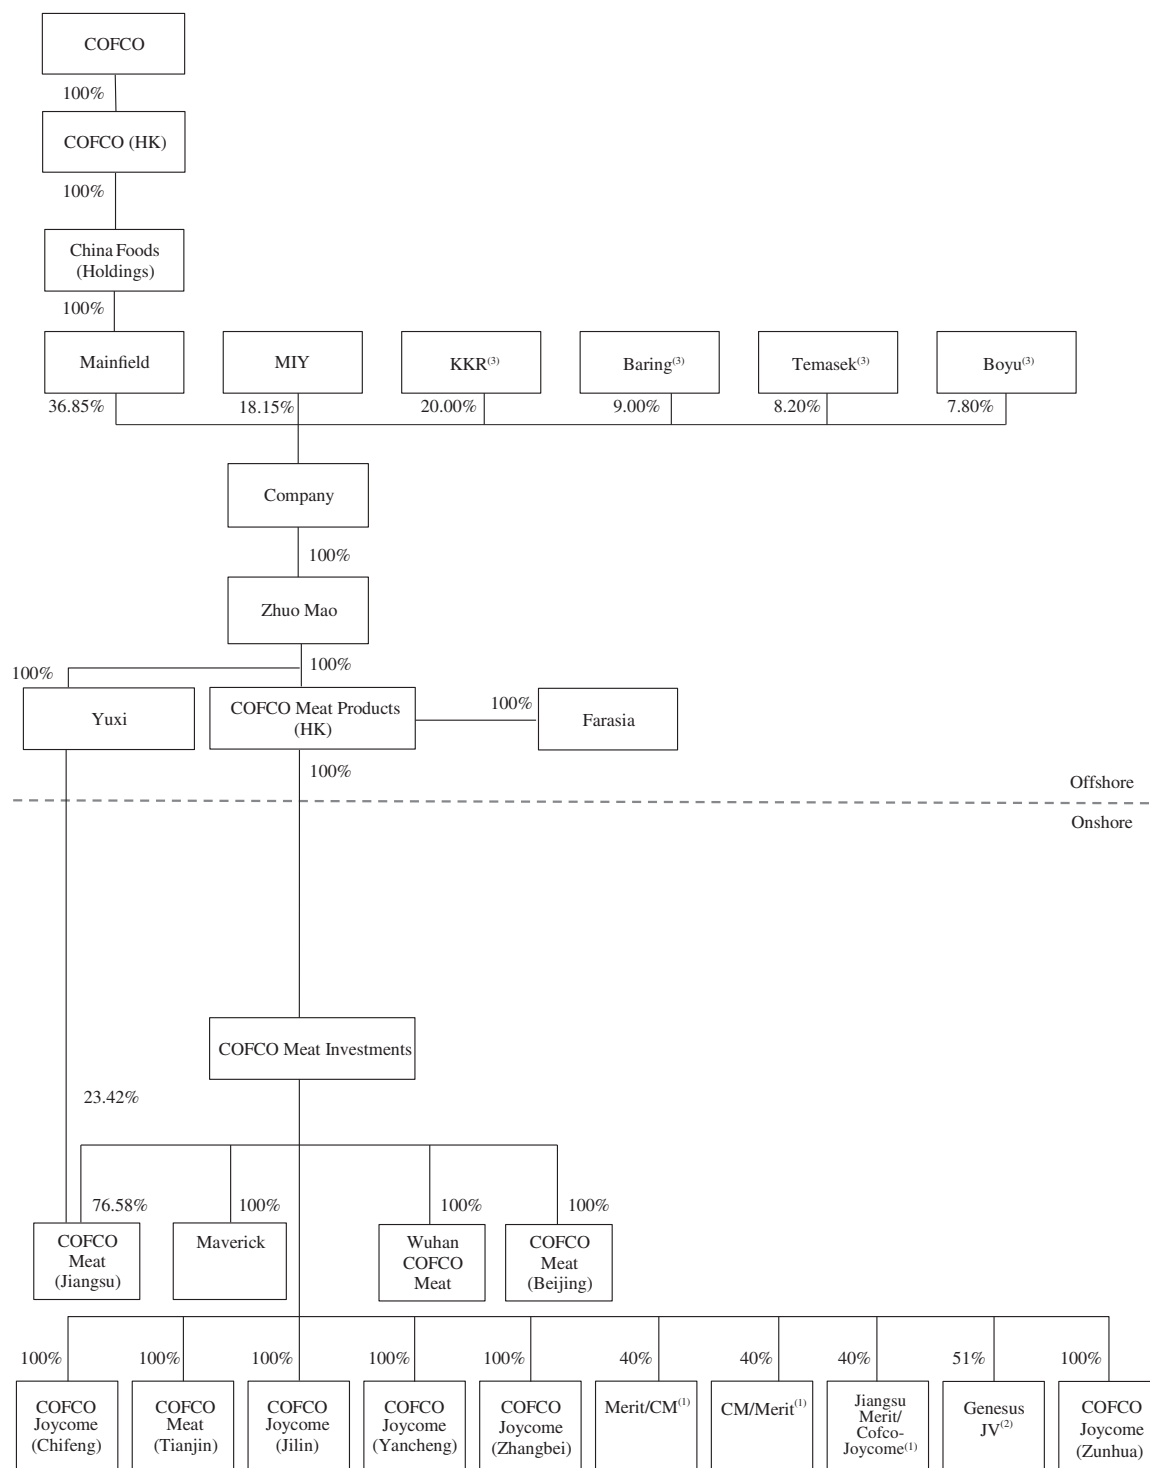 COFCO
100%
COFCO (HK)
100%
China Foods
(Holdings)
100%
Mainfield
MIY
KKR(3)
Baring(3)
Temasek(3)
Boyu(3)
36.85%
18.15%
20.00%
9.00%
8.20%
7.80%
Company
100%
Zhuo Mao
100%
100%
Yuxi
COFCO Meat Products
(HK)
100%
Farasia
100%
Offshore
Onshore
COFCO Meat Investments
23.42%
76.58%
100%
100%
100%
COFCO
Meat
(Jiangsu)
Maverick
Wuhan
COFCO
Meat
COFCO
Meat
(Beijing)
100%
100%
100%
100%
100%
40%
40%
40%
51%
100%
COFCO
Joycome
(Chifeng)
COFCO
Meat
(Tianjin)
COFCO
Joycome
(Jilin)
COFCO
Joycome
(Yancheng)
COFCO
Joycome
(Zhangbei)
Merit/CM(1)
CM/Merit(1)
Jiangsu
Merit/
Cofco-
Joycome(1)
Genesus
JV(2)
COFCO
Joycome
(Zunhua)